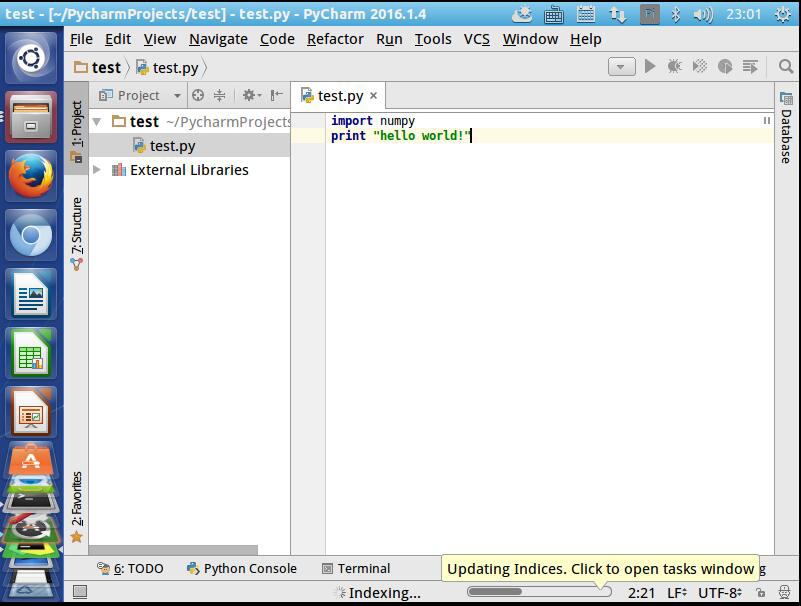 test - [~/PycharmProjects/test] - test.py - PyCharm 2016.1.4
23:01
File Edit View Navigate Code Refactor Run Tools VCS Window Help
test test.py
1: Project
Project
test.py
Database
test ~/PycharmProjects
test.py
External Libraries
import numpy
print "hello world!"
7: Structure
2: Favorites
6: TODO Python Console Terminal
Updating Indices. Click to open tasks window
Indexing... 2:21 LF UTF-8